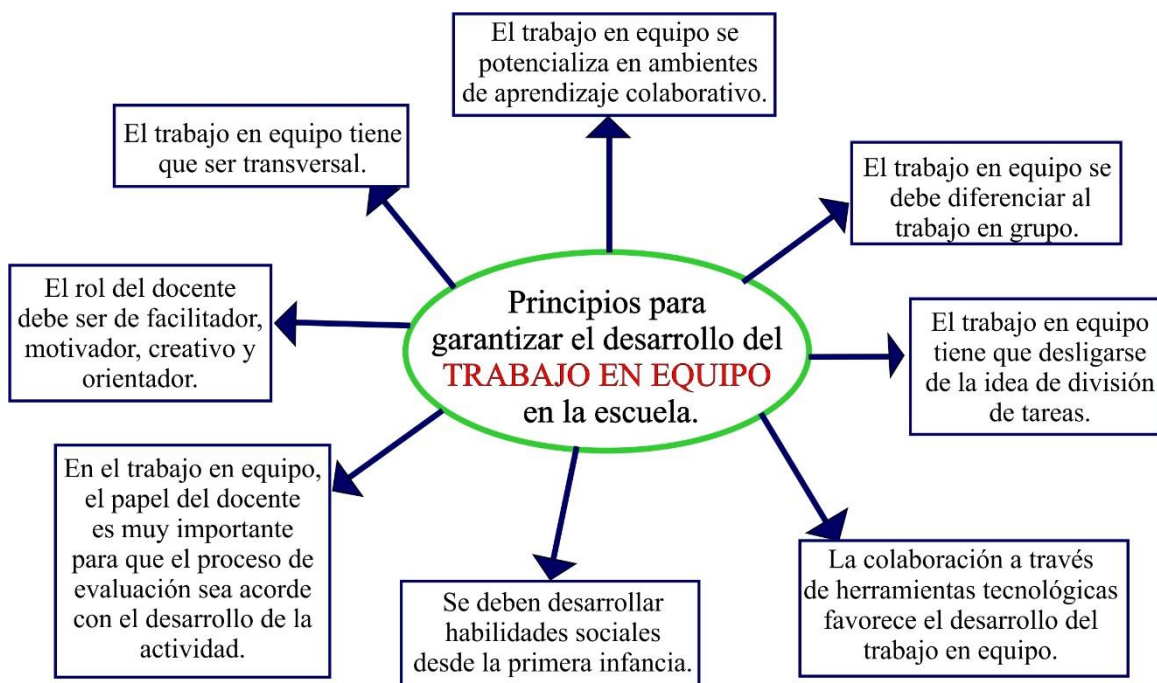 El trabajo en equipo se
potencializa en ambientes
de aprendizaje colaborativo.
El trabajo en equipo tiene
que ser transversal.
El trabajo en equipo se
debe diferenciar al
trabajo en grupo.
El rol del docente
debe ser de facilitador,
motivador, creativo y
orientador.
Principios para
garantizar el desarrollo del
TRABAJO EN EQUIPO
en la escuela.
El trabajo en equipo
tiene que desligarse
de la idea de división
de tareas.
En el trabajo en equipo,
el papel del docente
es muy importante
para que el proceso de
evaluación sea acorde
con el desarrollo de la
actividad.
Se deben desarrollar
habilidades sociales
desde la primera infancia.
La colaboración a través
de herramientas tecnológicas
favorece el desarrollo del
trabajo en equipo.